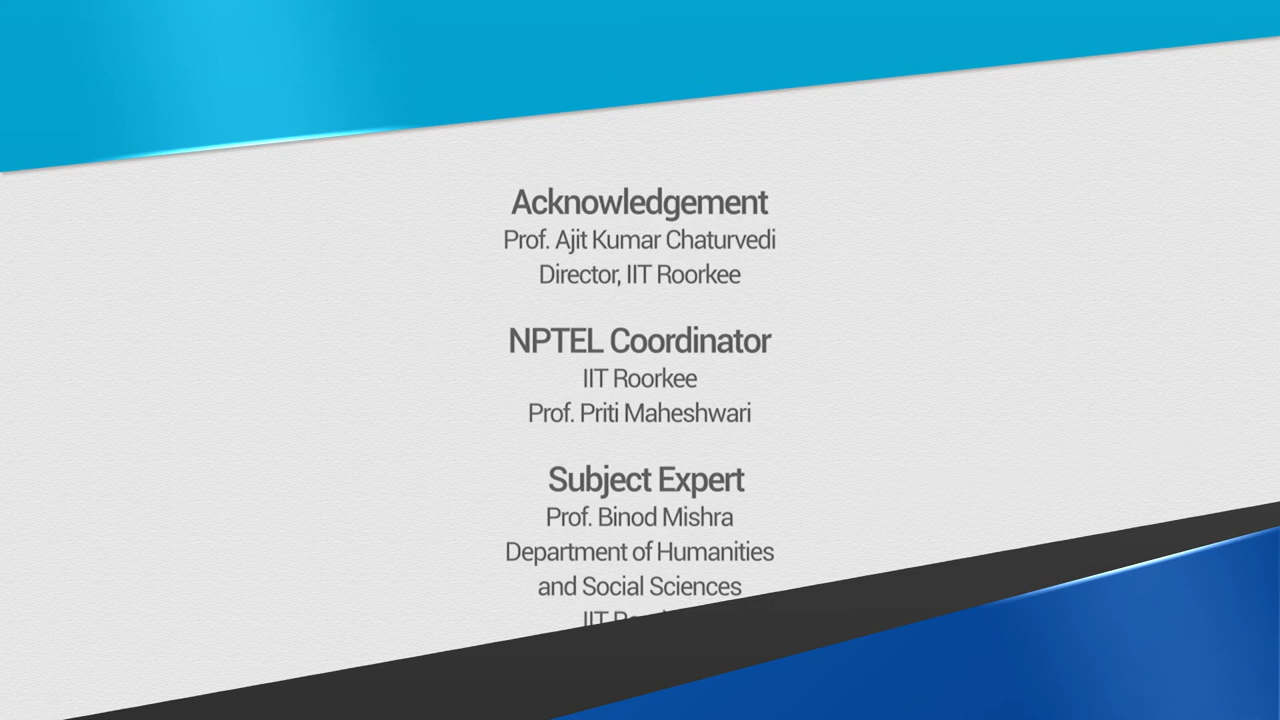 Acknowledgement
Prof. Ajit Kumar Chaturvedi
Director, IIT Roorkee
NPTEL Coordinator
IIT Roorkee
Prof. Priti Maheshwari
Subject Expert
Prof. Binod Mishra
Department of Humanities
and Social Sciences
IIT